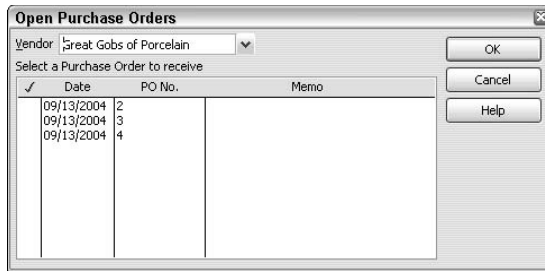 Open Purchase Orders
Vendor Great Gobs of Porcelain
OK
Select a Purchase Order to receive
Cancel
✓ Date PO No. Memo
Help
09/13/2004 2
09/13/2004 3
09/13/2004 4